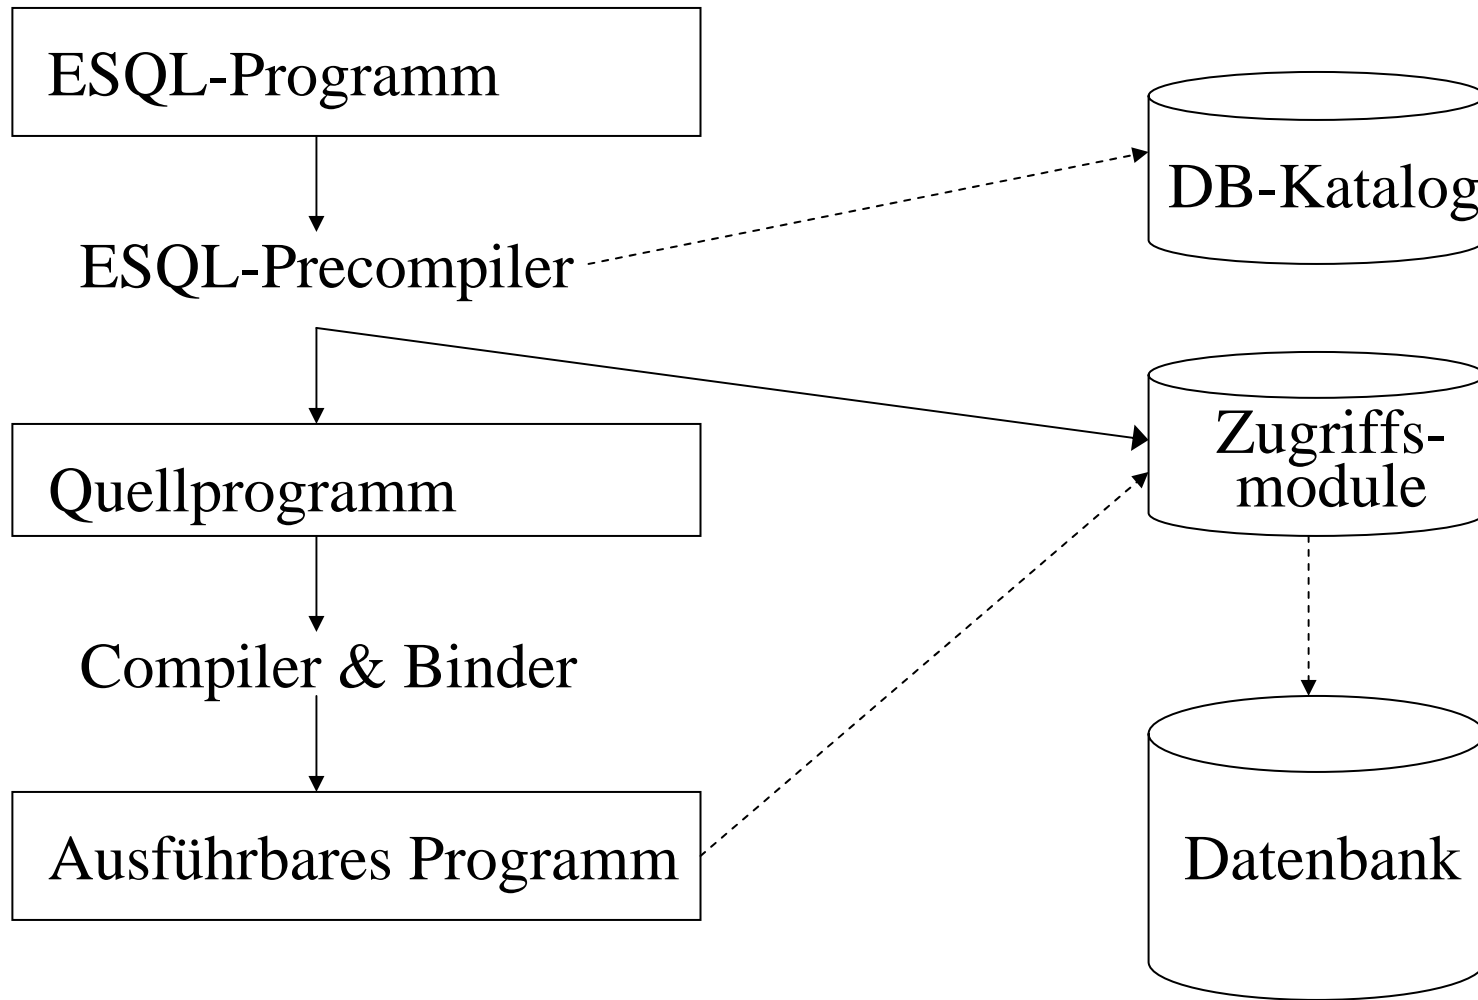 ESQL-Programm
DB-Katalog
ESQL-Precompiler
Zugriffs-
module
Quellprogramm
Compiler & Binder
Ausführbares Programm
Datenbank